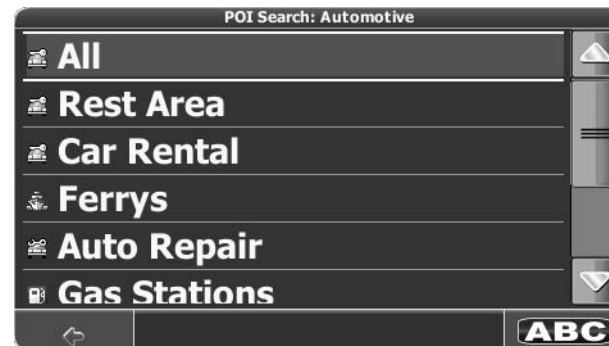 POI Search: Automotive
All
Rest Area
Car Rental
Ferrys
Auto Repair
Gas Stations
ABC